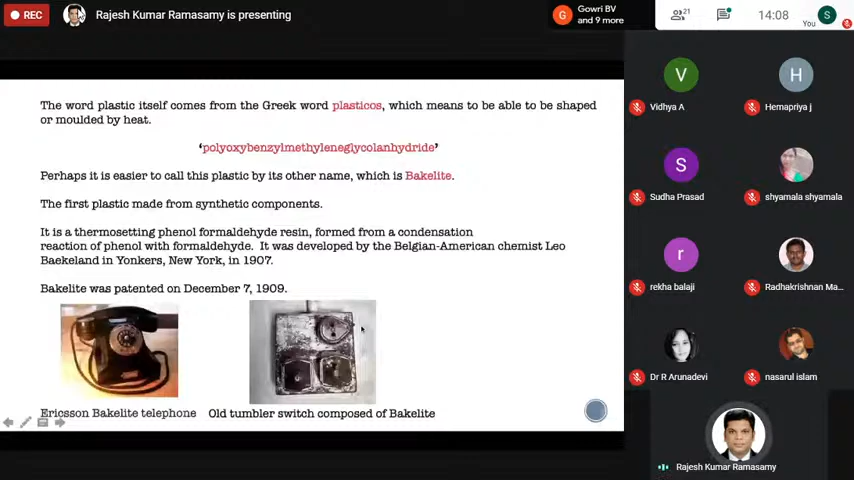 REC
Rajesh Kumar Ramasamy is presenting
G
Gowri BV
and 9 more
21
14:08
You
S
The word plastic itself comes from the Greek word plasticos, which means to be able to be shaped
or moulded by heat.
‘polyoxybenzylmethyleneglycolanhydride’
Perhaps it is easier to call this plastic by its other name, which is Bakelite.
The first plastic made from synthetic components.
It is a thermosetting phenol formaldehyde resin, formed from a condensation
reaction of phenol with formaldehyde. It was developed by the Belgian-American chemist Leo
Baekeland in Yonkers, New York, in 1907.
Bakelite was patented on December 7, 1909.
Ericsson Bakelite telephone
Old tumbler switch composed of Bakelite
V
Vidhya A
H
Hemapriya j
S
Sudha Prasad
shyamala shyamala
r
rekha balaji
Radhakrishnan Ma...
Dr R Arunadevi
nasarul islam
Rajesh Kumar Ramasamy